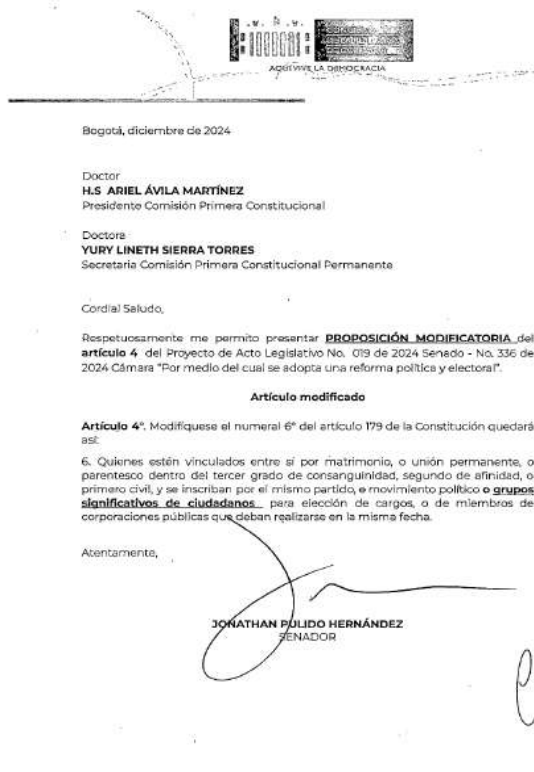 AQUÍ VIVE LA DEMOCRACIA
Bogotá, diciembre de 2024
Doctor
H.S ARIEL ÁVILA MARTÍNEZ
Presidente Comisión Primera Constitucional
Doctora
YURY LINETH SIERRA TORRES
Secretaria Comisión Primera Constitucional Permanente
Cordial Saludo,
Respetuosamente me permito presentar PROPOSICIÓN MODIFICATORIA del
artículo 4 del Proyecto de Acto Legislativo No. 019 de 2024 Senado - No. 336 de
2024 Cámara "Por medio del cual se adopta una reforma política y electoral".
Artículo modificado
Artículo 4º. Modifíquese el numeral 6º del artículo 179 de la Constitución quedará
así:
6. Quienes estén vinculados entre sí por matrimonio, o unión permanente, o
parentesco dentro del tercer grado de consanguinidad, segundo de afinidad, o
primero civil, y se inscriban por el mismo partido, o movimiento político o grupos
significativos de ciudadanos para elección de cargos, o de miembros de
corporaciones públicas que deban realizarse en la misma fecha.
Atentamente,
JONATHAN PULIDO HERNÁNDEZ
SENADOR